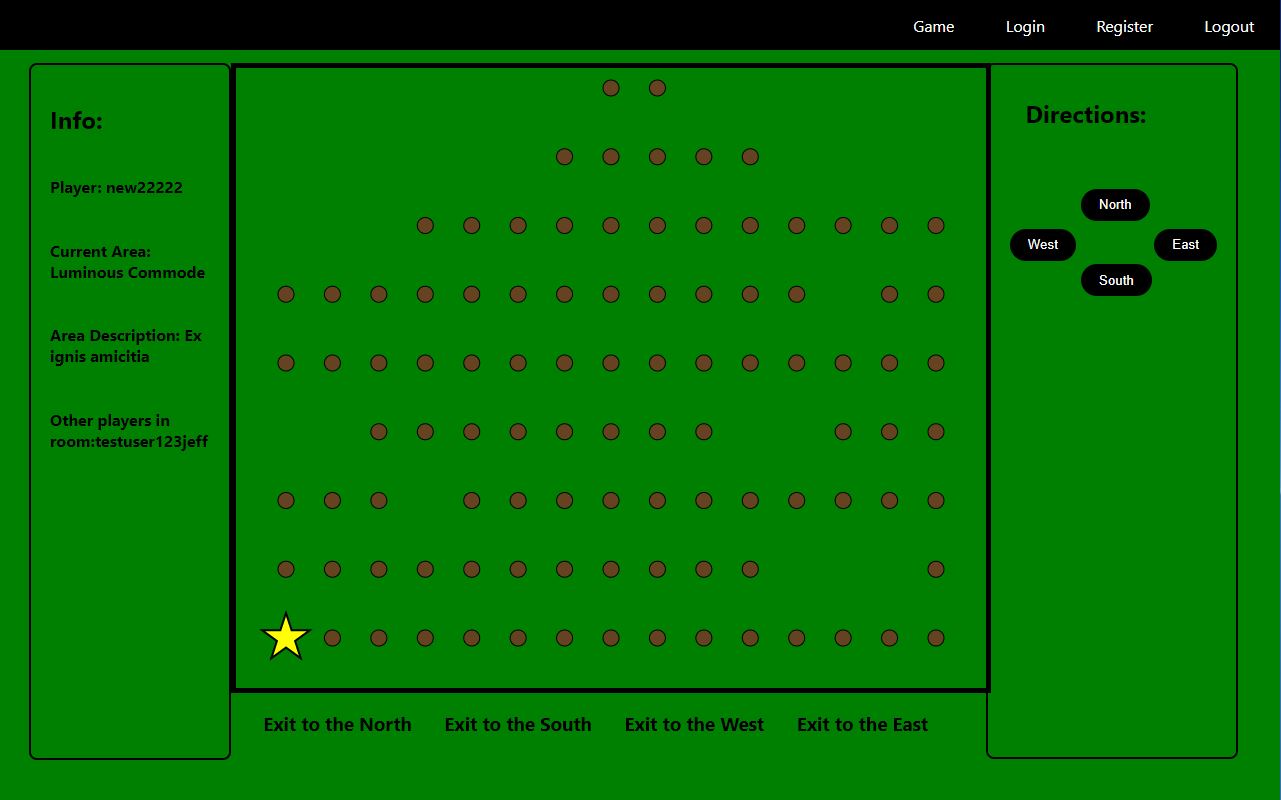 Game Login Register Logout
Info:
Player: new22222
Current Area:
Luminous Commode
Area Description: Ex
ignis amicitia
Other players in
room:testuser123jeff
Directions:
North
West East
South
Exit to the North Exit to the South Exit to the West Exit to the East